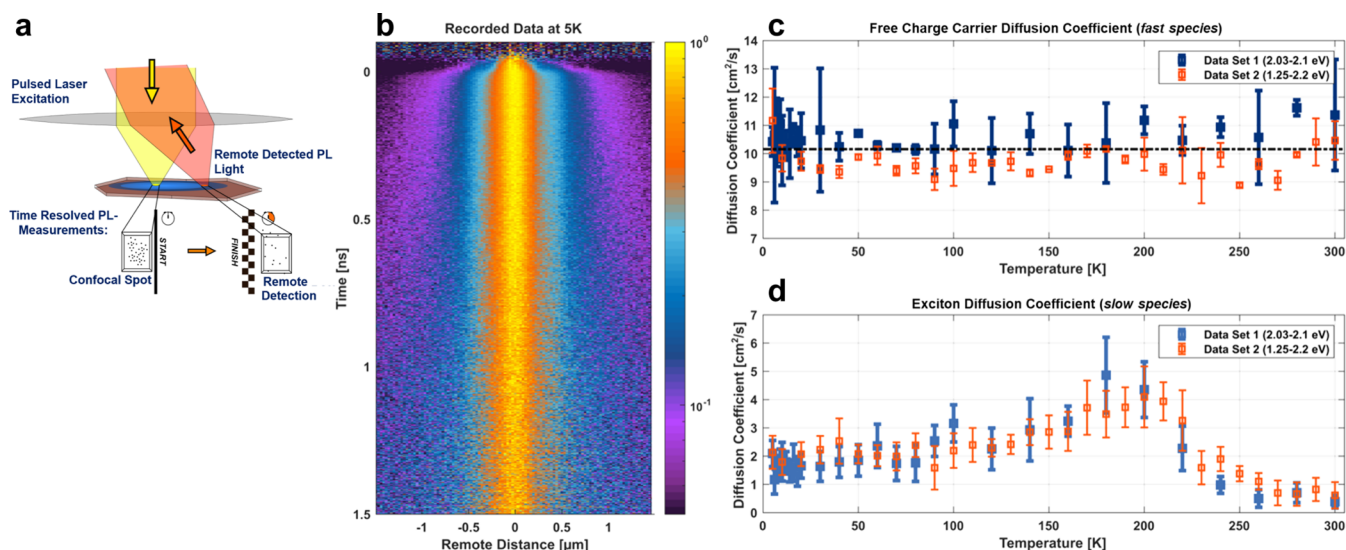 a
Pulsed Laser
Excitation
Remote Detected PL
Light
Time Resolved PL-
Measurements:
START
FINISH
Confocal Spot
Remote
Detection
b
Recorded Data at 5K
0
0.5
1
1.5
Time [ns]
-1 -0.5 0 0.5 1
Remote Distance [µm]
10^0
10^-1
c
Free Charge Carrier Diffusion Coefficient (fast species)
Data Set 1 (2.03-2.1 eV)
Data Set 2 (1.25-2.2 eV)
14
13
12
11
10
9
8
7
Diffusion Coefficient [cm²/s]
0 50 100 150 200 250 300
Temperature [K]
d
Exciton Diffusion Coefficient (slow species)
Data Set 1 (2.03-2.1 eV)
Data Set 2 (1.25-2.2 eV)
7
6
5
4
3
2
1
0
Diffusion Coefficient [cm²/s]
0 50 100 150 200 250 300
Temperature [K]